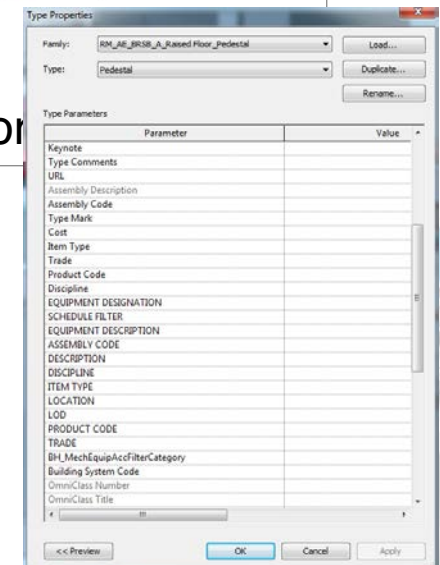 Type Properties
Family: RM_AE_BRSB_A_Raised Floor_Pedestal Load...
Type: Pedestal Duplicate...
Rename...
Type Parameters
Parameter Value
Keynote
Type Comments
URL
Assembly Description
Assembly Code
Type Mark
Cost
Item Type
Trade
Product Code
Discipline
EQUIPMENT DESIGNATION
SCHEDULE FILTER
EQUIPMENT DESCRIPTION
ASSEMBLY CODE
DESCRIPTION
DISCIPLINE
ITEM TYPE
LOCATION
LOD
PRODUCT CODE
TRADE
BH_MechEquipAccFilterCategory
Building System Code
OmniClass Number
OmniClass Title
<< Preview OK Cancel Apply